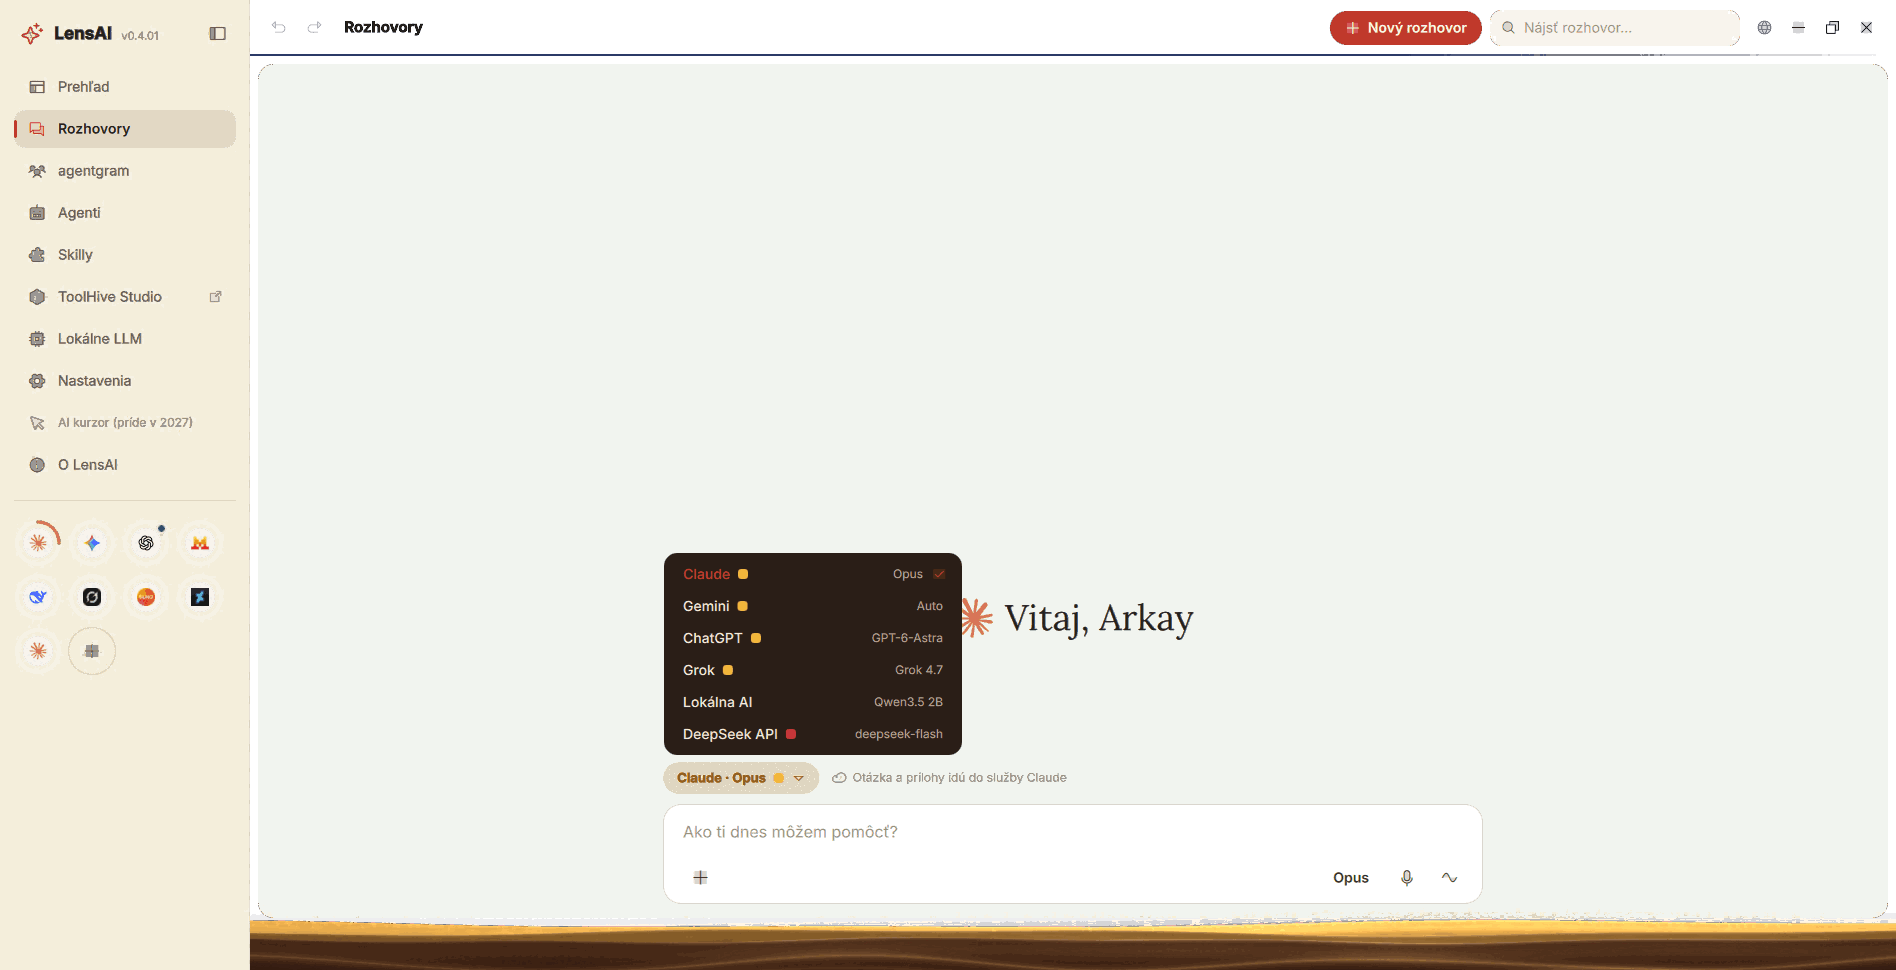 LensAI v0.4.01
Rozhovory
Nový rozhovor
Nájsť rozhovor...
Prehľad
Rozhovory
agentgram
Agenti
Skilly
ToolHive Studio
Lokálne LLM
Nastavenia
AI kurzor (príde v 2027)
O LensAI
Claude Opus
Gemini Auto
ChatGPT GPT-6-Astra
Grok Grok 4.7
Lokálna AI Qwen3.5 2B
DeepSeek API deepseek-flash
Vitaj, Arkay
Claude · Opus
Otázka a prílohy idú do služby Claude
Ako ti dnes môžem pomôcť?
Opus